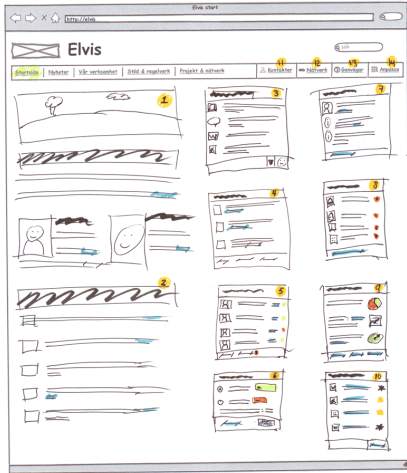 Elvis start
http://elvis
Elvis
sök
11 12 13 14
Startsida Nyheter Vår verksamhet Stöd & regelverk Projekt & nätverk Kontakter Nätverk Genvägar Anpassa
1 3 7
4 8
2 5 9
6 10